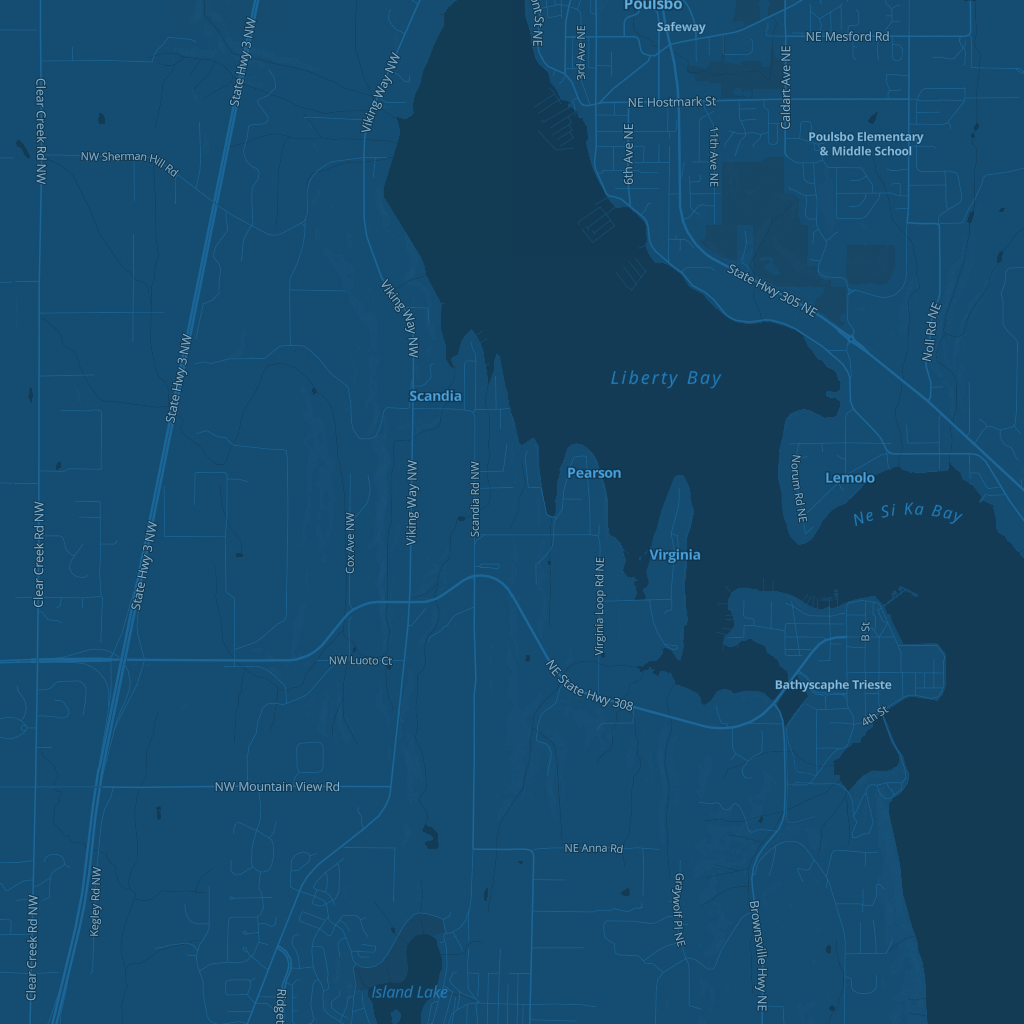 Poulsbo
Safeway
NE Mesford Rd
3rd Ave NE
Caldart Ave NE
State Hwy 3 NW
Viking Way NW
Clear Creek Rd NW
NE Hostmark St
Poulsbo Elementary
& Middle School
6th Ave NE
11th Ave NE
NW Sherman Hill Rd
State Hwy 305 NE
Viking Way NW
Noll Rd NE
State Hwy 3 NW
Liberty Bay
Scandia
Pearson
Lemolo
Norum Rd NE
Ne Si Ka Bay
Viking Way NW
Scandia Rd NW
Cox Ave NW
Clear Creek Rd NW
State Hwy 3 NW
Virginia
Virginia Loop Rd NE
B St
NW Luoto Ct
NE State Hwy 308
Bathyscaphe Trieste
4th St
NW Mountain View Rd
NE Anna Rd
Kegley Rd NW
Clear Creek Rd NW
Graywolf Pl NE
Brownsville Hwy NE
Island Lake